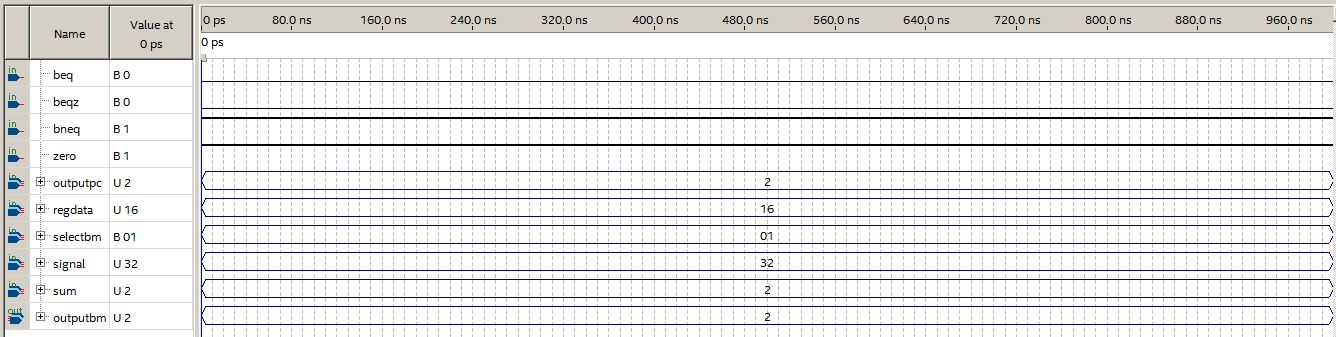 Name Value at 0 ps
0 ps 80.0 ns 160.0 ns 240.0 ns 320.0 ns 400.0 ns 480.0 ns 560.0 ns 640.0 ns 720.0 ns 800.0 ns 880.0 ns 960.0 ns
0 ps
in beq B 0
in beqz B 0
in bneq B 1
in zero B 1
in outputpc U 2 2
in regdata U 16 16
in selectbm B 01 01
in signal U 32 32
in sum U 2 2
out outputbm U 2 2